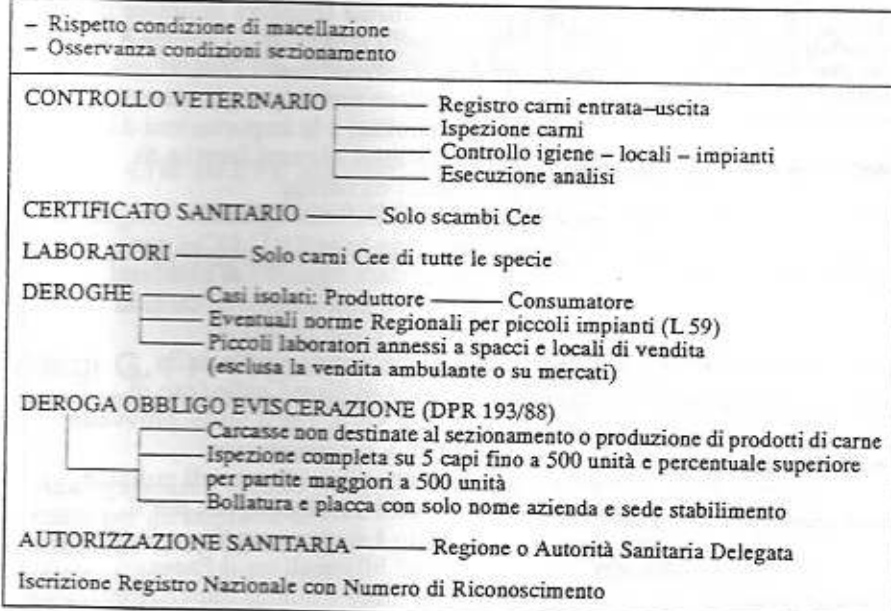 – Rispetto condizione di macellazione
– Osservanza condizioni sezionamento
CONTROLLO VETERINARIO — Registro carni entrata–uscita
Ispezione carni
Controllo igiene – locali – impianti
Esecuzione analisi
CERTIFICATO SANITARIO — Solo scambi Cee
LABORATORI — Solo carni Cee di tutte le specie
DEROGHE — Casi isolati: Produttore — Consumatore
Eventuali norme Regionali per piccoli impianti (L 59)
Piccoli laboratori annessi a spacci e locali di vendita
(esclusa la vendita ambulante o su mercati)
DEROGA OBBLIGO EVISCERAZIONE (DPR 193/88)
Carcasse non destinate al sezionamento o produzione di prodotti di carne
Ispezione completa su 5 capi fino a 500 unità e percentuale superiore
per partite maggiori a 500 unità
Bollatura e placca con solo nome azienda e sede stabilimento
AUTORIZZAZIONE SANITARIA — Regione o Autorità Sanitaria Delegata
Iscrizione Registro Nazionale con Numero di Riconoscimento